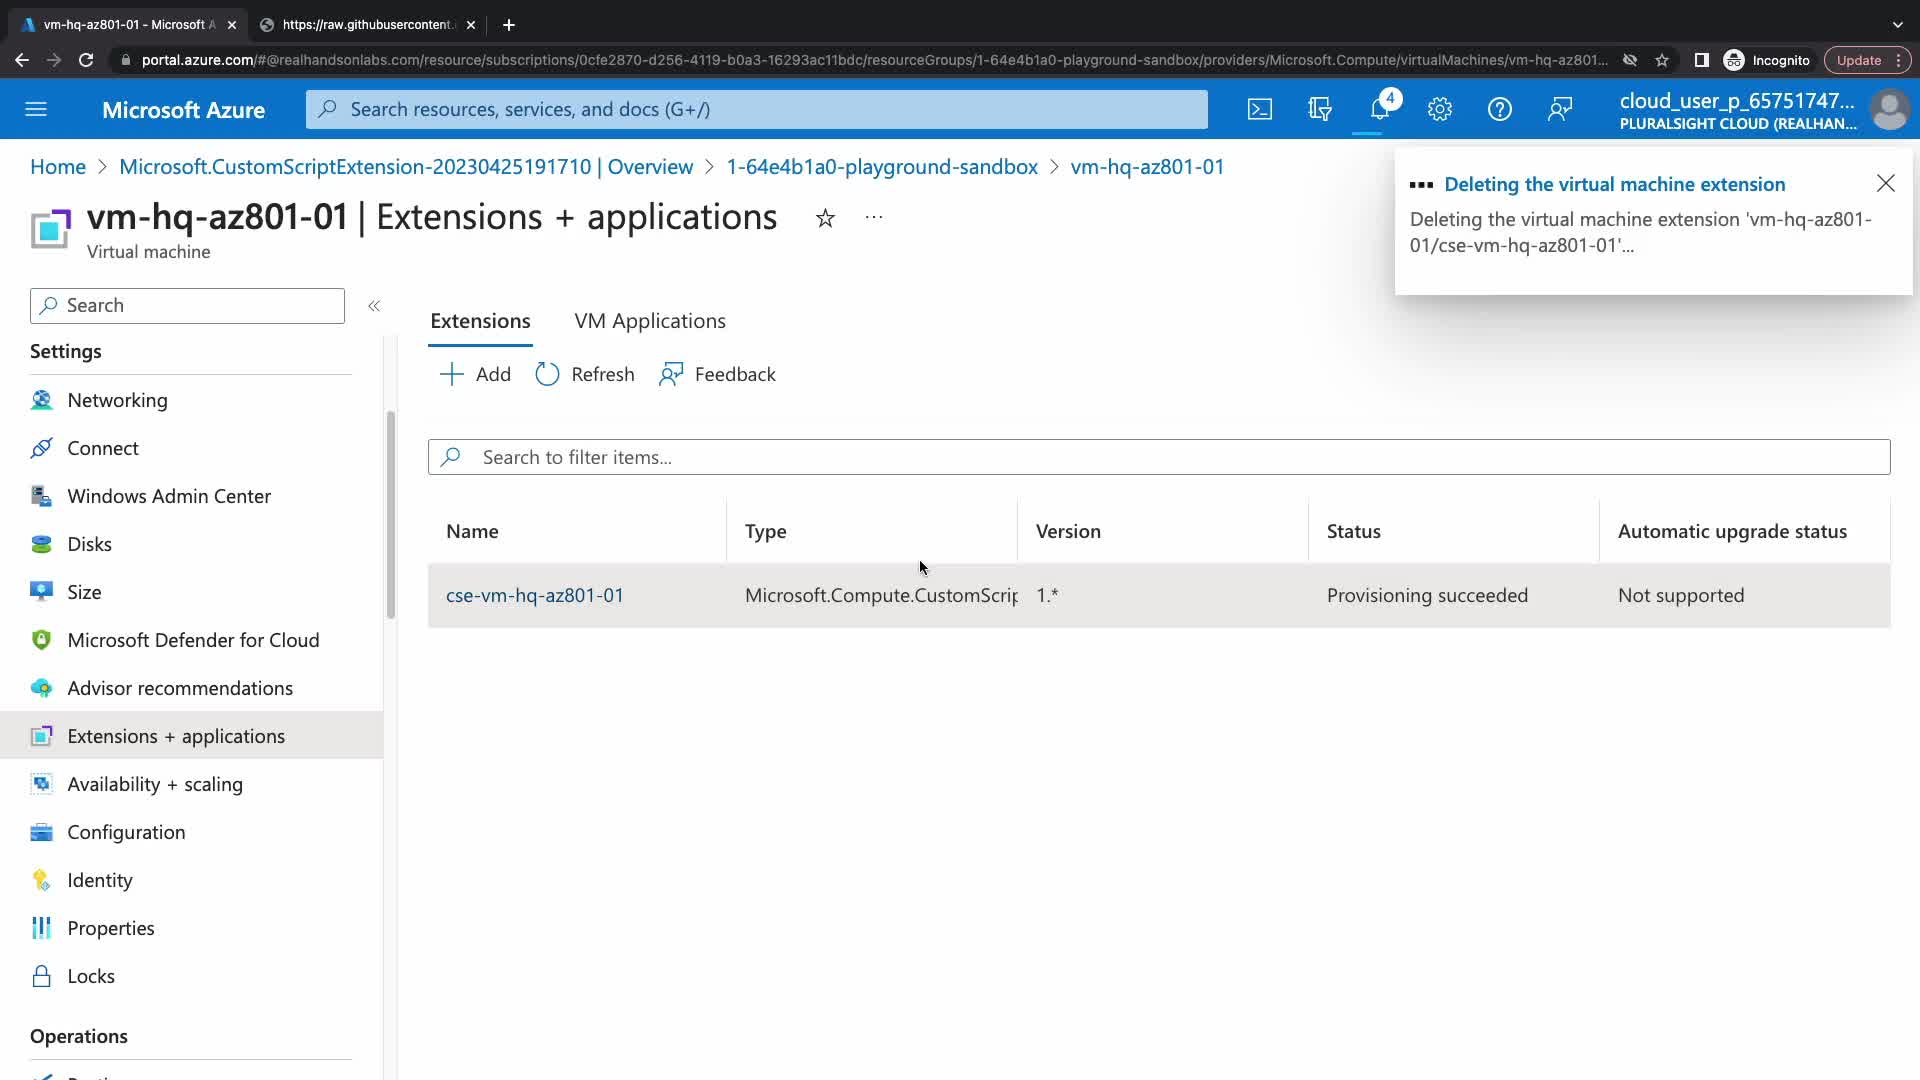 vm-hq-az801-01 - Microsoft A
https://raw.githubusercontent.
portal.azure.com/#@realhandsonlabs.com/resource/subscriptions/0cfe2870-d256-4119-b0a3-16293ac11bdc/resourceGroups/1-64e4b1a0-playground-sandbox/providers/Microsoft.Compute/virtualMachines/vm-hq-az801...
Incognito
Update
Microsoft Azure
Search resources, services, and docs (G+/)
4
cloud_user_p_65751747...
PLURALSIGHT CLOUD (REALHAN...
Home > Microsoft.CustomScriptExtension-20230425191710 | Overview > 1-64e4b1a0-playground-sandbox > vm-hq-az801-01
Deleting the virtual machine extension
Deleting the virtual machine extension 'vm-hq-az801-
01/cse-vm-hq-az801-01'...
vm-hq-az801-01 | Extensions + applications
Virtual machine
Search
Settings
Networking
Connect
Windows Admin Center
Disks
Size
Microsoft Defender for Cloud
Advisor recommendations
Extensions + applications
Availability + scaling
Configuration
Identity
Properties
Locks
Operations
Extensions
VM Applications
Add
Refresh
Feedback
Search to filter items...
Name
Type
Version
Status
Automatic upgrade status
cse-vm-hq-az801-01
Microsoft.Compute.CustomScrip
1.*
Provisioning succeeded
Not supported